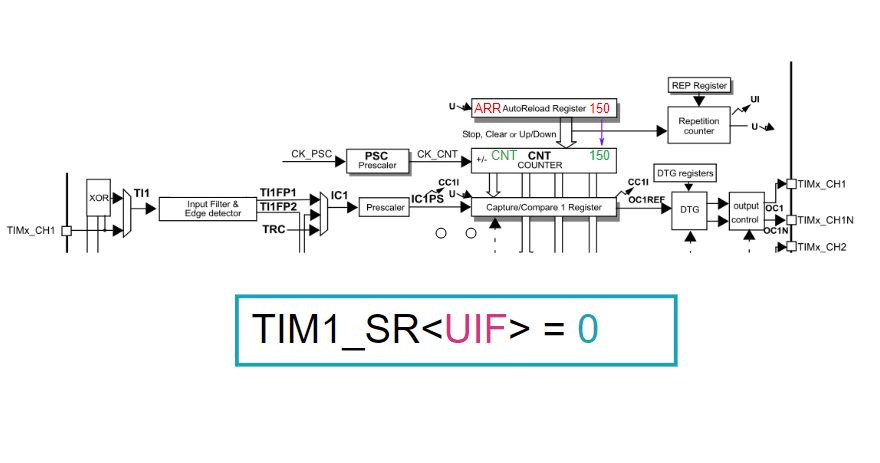 REP Register
UI
U
ARR AutoReload Register 150
Repetition
counter
U
Stop, Clear or Up/Down
CK_PSC
PSC
Prescaler
CK_CNT
+/- CNT CNT 150
COUNTER
DTG registers
XOR
TI1
Input Filter &
Edge detector
TI1FP1
TI1FP2
TRC
IC1
Prescaler
IC1PS
CC1I
U
Capture/Compare 1 Register
CC1I
OC1REF
DTG
output
control
OC1
OC1N
TIMx_CH1
TIMx_CH1
TIMx_CH1N
TIMx_CH2
TIM1_SR<UIF> = 0